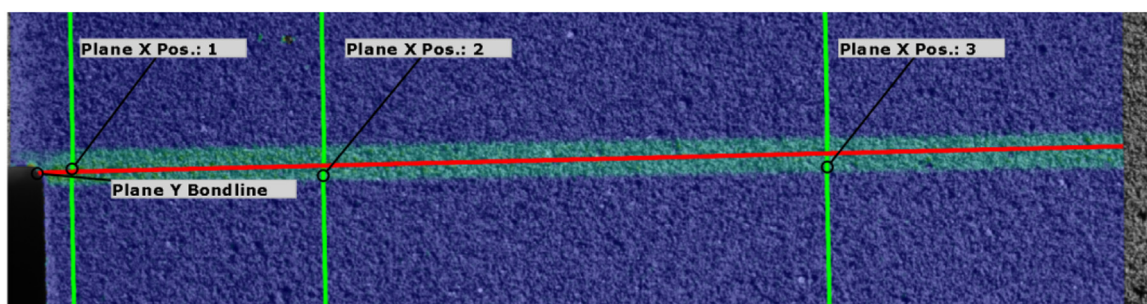 Plane X Pos.: 1
Plane X Pos.: 2
Plane X Pos.: 3
Plane Y Bondline